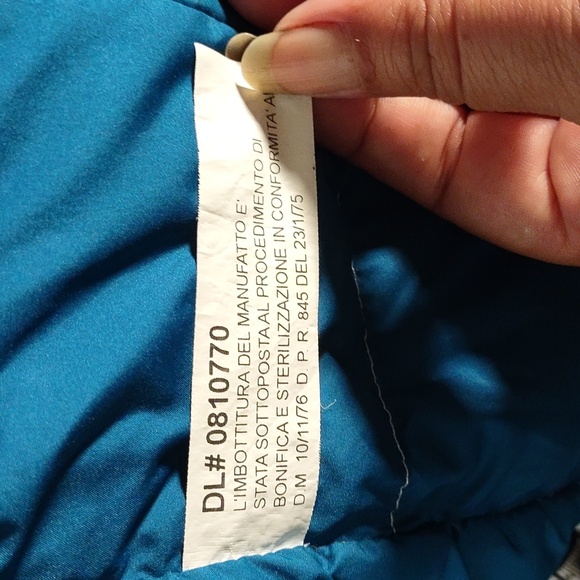 DL# 0810770
L'IMBOTTITURA DEL MANUFATTO E'
STATA SOTTOPOSTA AL PROCEDIMENTO DI
BONIFICA E STERILIZZAZIONE IN CONFORMITA' AI
D M 10/11/76 D. P R 845 DEL 23/1/75